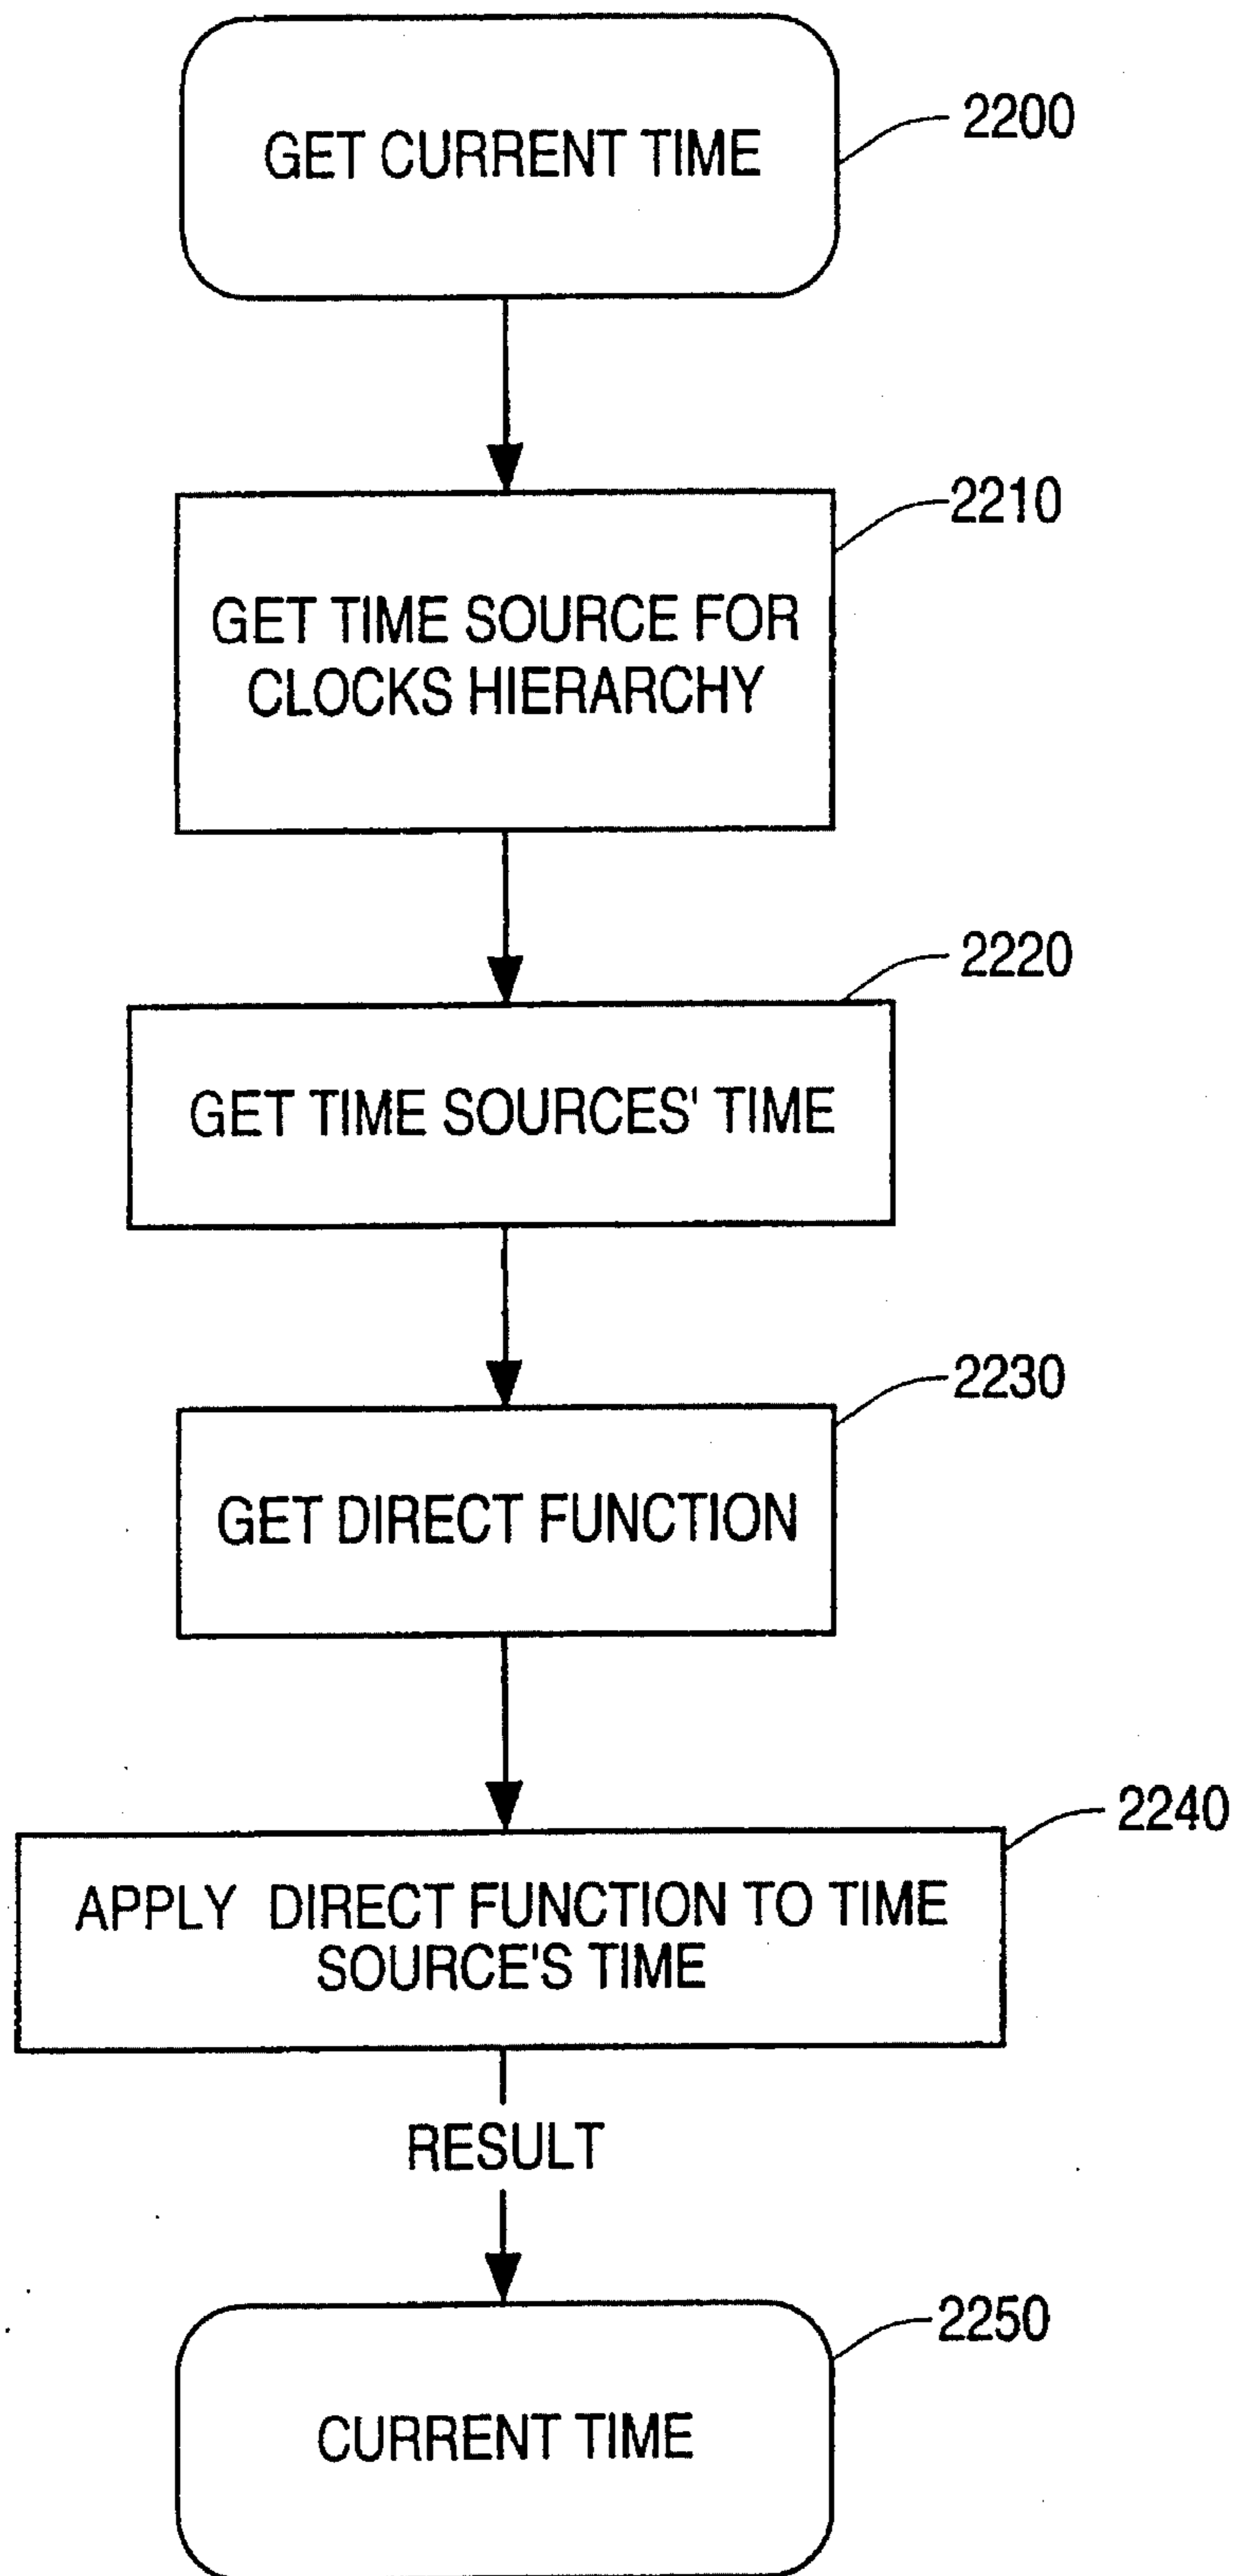 GET CURRENT TIME
2200
GET TIME SOURCE FOR
CLOCKS HIERARCHY
2210
GET TIME SOURCES' TIME
2220
GET DIRECT FUNCTION
2230
APPLY DIRECT FUNCTION TO TIME
SOURCE'S TIME
2240
RESULT
CURRENT TIME
2250